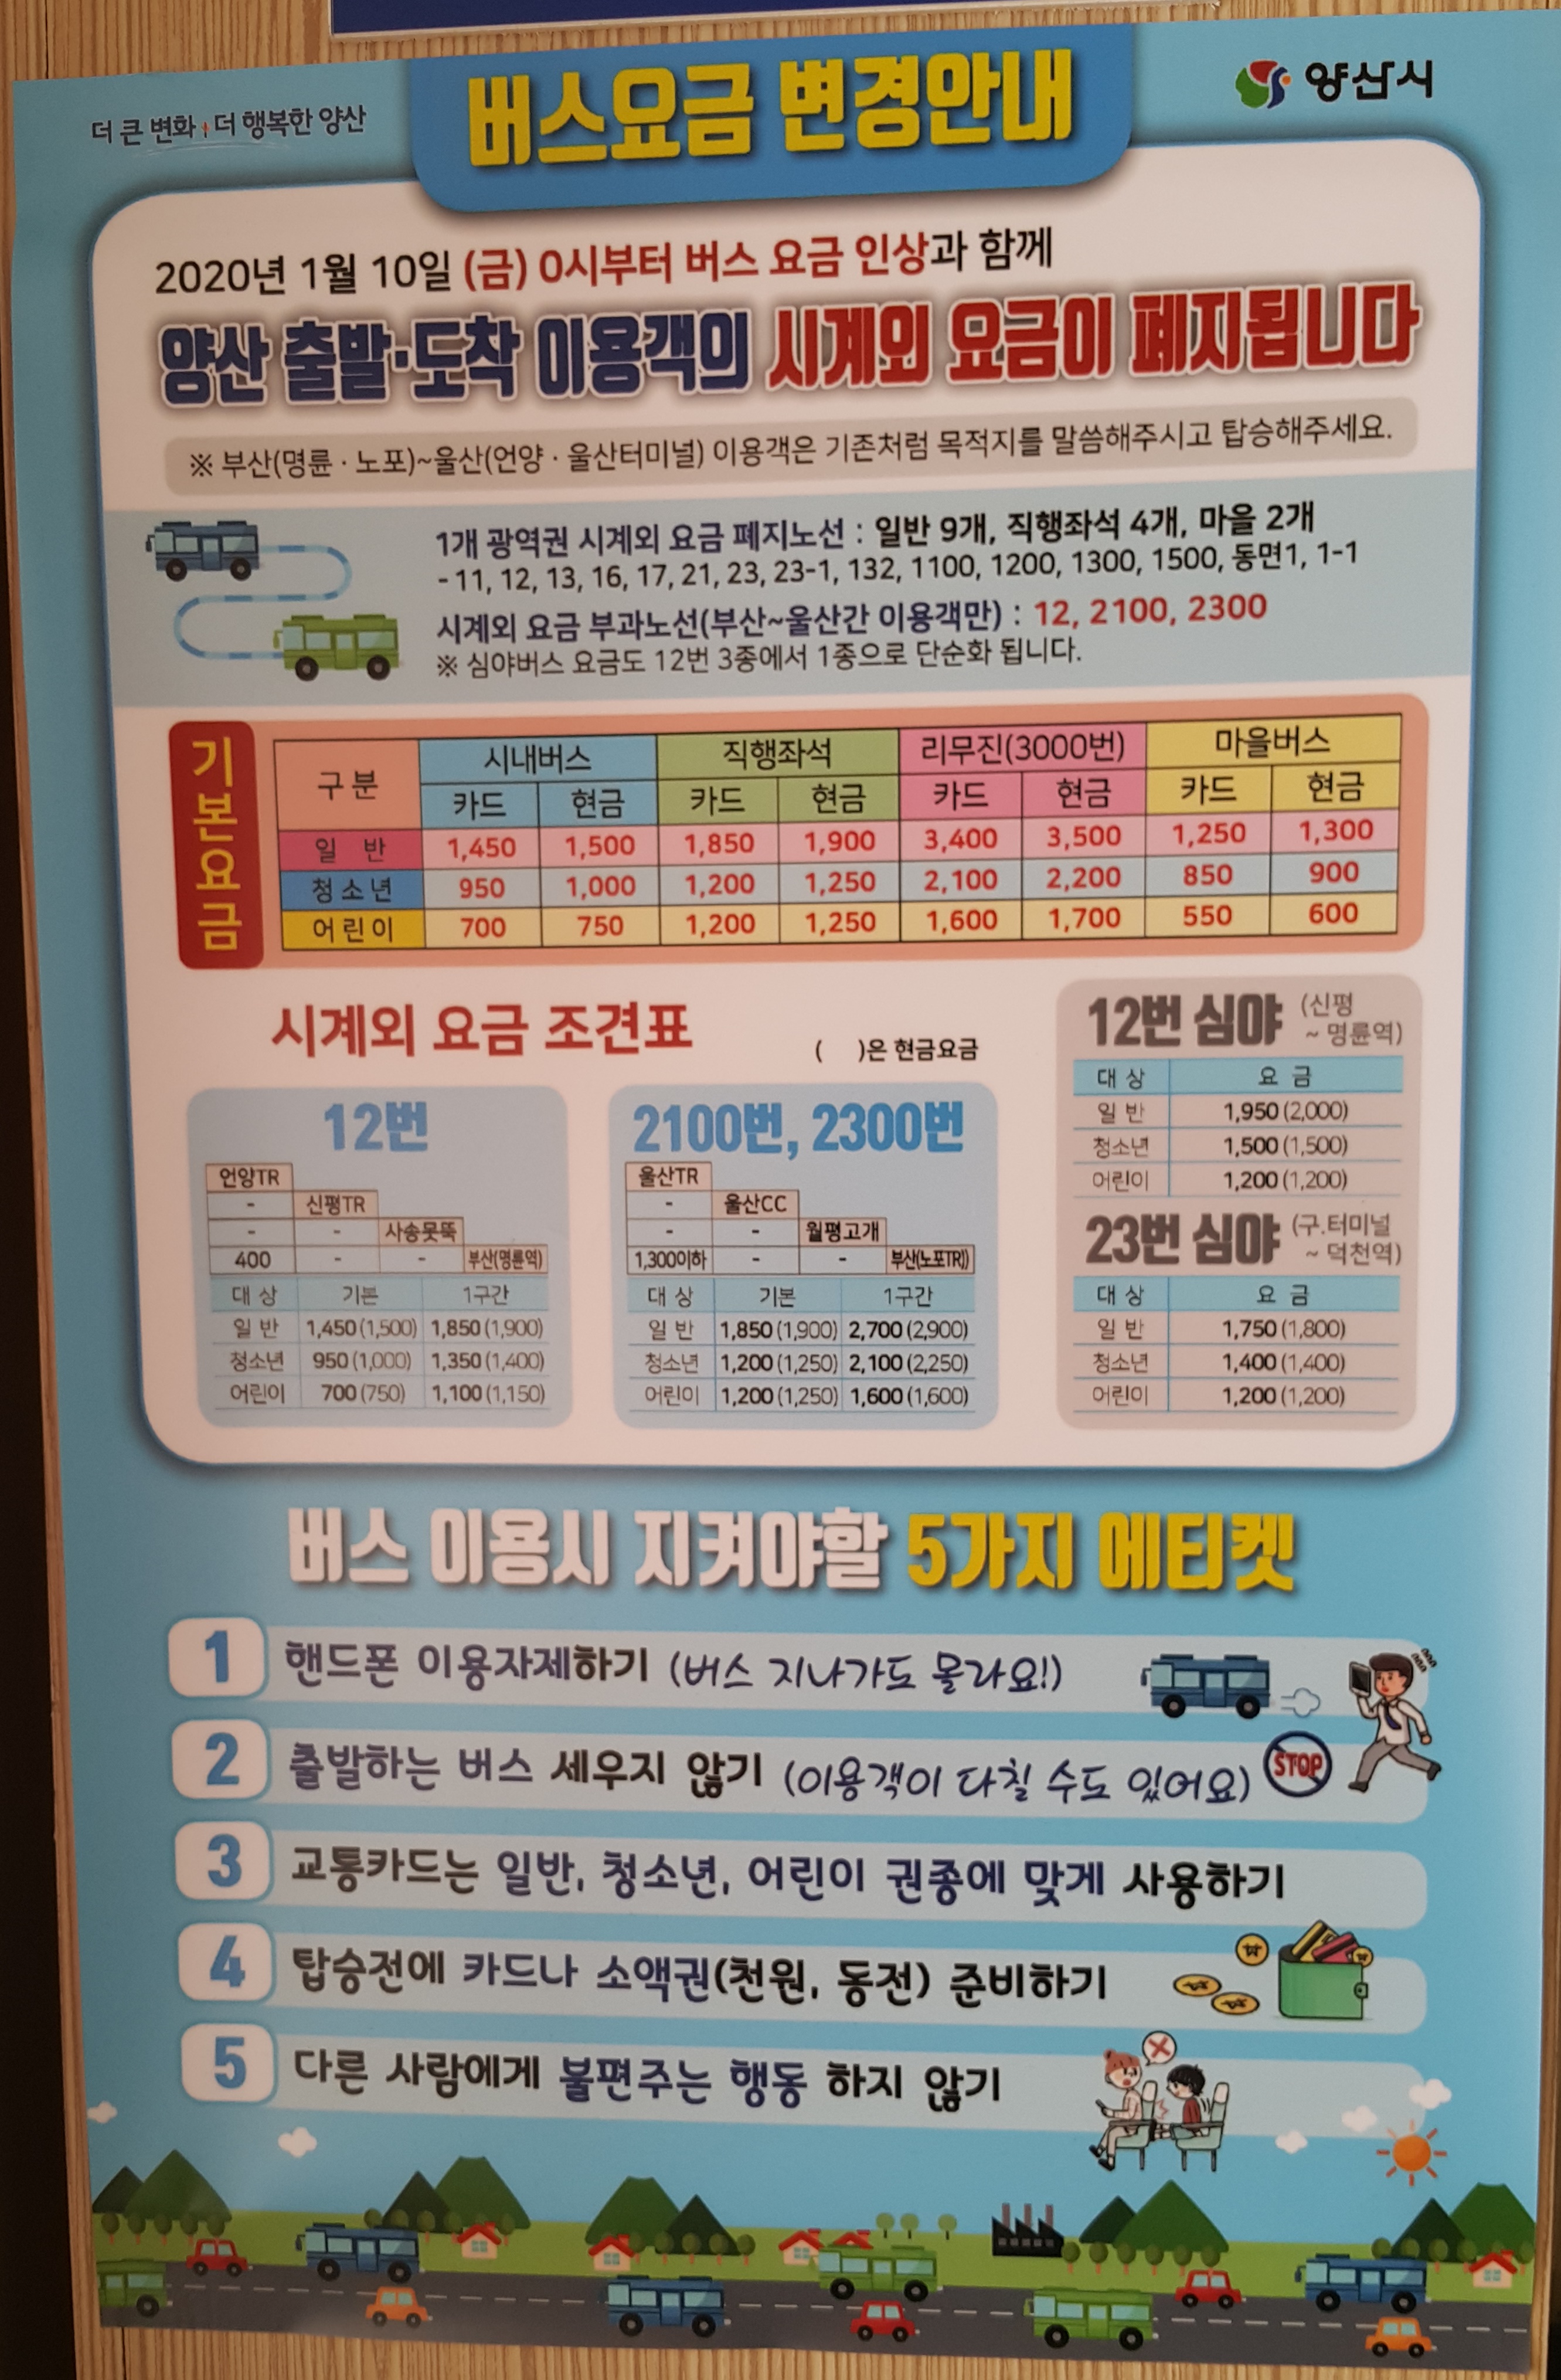 더 큰 변화, 더 행복한 양산
버스요금 변경안내
양산시
2020년 1월 10일 (금) 0시부터 버스 요금 인상과 함께
양산 출발·도착 이용객의 시계외 요금이 폐지됩니다
※ 부산(명륜·노포)~울산(언양·울산터미널) 이용객은 기존처럼 목적지를 말씀해주시고 탑승해주세요.
1개 광역권 시계외 요금 폐지노선 : 일반 9개, 직행좌석 4개, 마을 2개
- 11, 12, 13, 16, 17, 21, 23, 23-1, 132, 1100, 1200, 1300, 1500, 동면1, 1-1
시계외 요금 부과노선(부산~울산간 이용객만) : 12, 2100, 2300
※ 심야버스 요금도 12번 3종에서 1종으로 단순화 됩니다.
기본요금
구분 시내버스 직행좌석 리무진(3000번) 마을버스
카드 현금 카드 현금 카드 현금 카드 현금
일 반 1,450 1,500 1,850 1,900 3,400 3,500 1,250 1,300
청소년 950 1,000 1,200 1,250 2,100 2,200 850 900
어린이 700 750 1,200 1,250 1,600 1,700 550 600
시계외 요금 조견표
( )은 현금요금
12번
언양TR
- 신평TR
- - 사송못뚝
400 - - 부산(명륜역)
대 상 기본 1구간
일 반 1,450 (1,500) 1,850 (1,900)
청소년 950 (1,000) 1,350 (1,400)
어린이 700 (750) 1,100 (1,150)
2100번, 2300번
울산TR
- 울산CC
- - 월평고개
1,300이하 - - 부산(노포TR))
대 상 기본 1구간
일 반 1,850 (1,900) 2,700 (2,900)
청소년 1,200 (1,250) 2,100 (2,250)
어린이 1,200 (1,250) 1,600 (1,600)
12번 심야 (신평
~ 명륜역)
대 상 요 금
일 반 1,950 (2,000)
청소년 1,500 (1,500)
어린이 1,200 (1,200)
23번 심야 (구.터미널
~ 덕천역)
대 상 요 금
일 반 1,750 (1,800)
청소년 1,400 (1,400)
어린이 1,200 (1,200)
버스 이용시 지켜야할 5가지 에티켓
1 핸드폰 이용자제하기 (버스 지나가도 몰라요!)
2 출발하는 버스 세우지 않기 (이용객이 다칠 수도 있어요)
STOP
3 교통카드는 일반, 청소년, 어린이 권종에 맞게 사용하기
4 탑승전에 카드나 소액권(천원, 동전) 준비하기
5 다른 사람에게 불편주는 행동 하지 않기